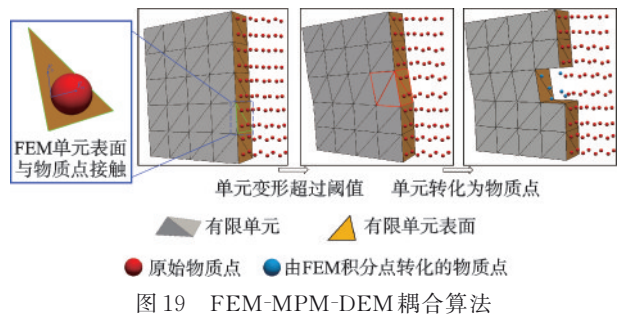 FEM单元表面
与物质点接触
单元变形超过阈值
单元转化为物质点
有限单元
有限单元表面
原始物质点
由FEM积分点转化的物质点
图19 FEM-MPM-DEM耦合算法